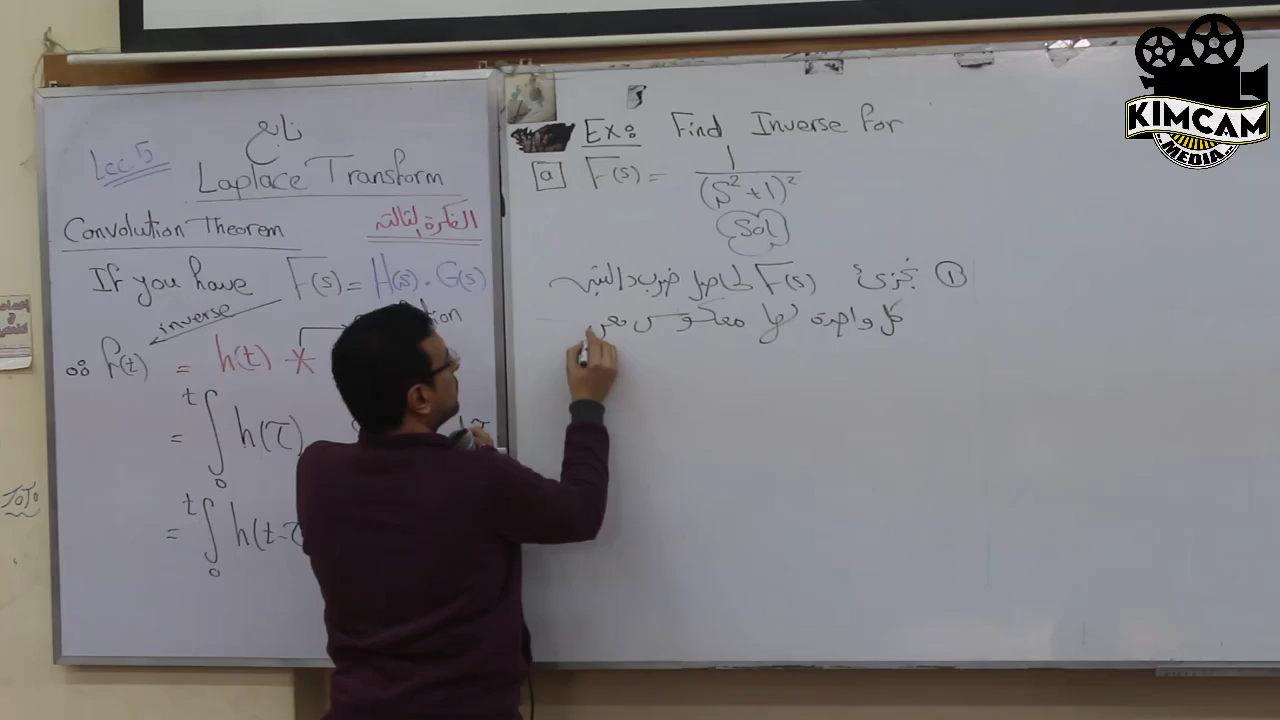 Lec 5
تابع
Laplace Transform
Convolution Theorem
الفكرة الثالثة
If you have F(s) = H(s) . G(s)
inverse
∴ f(t) = h(t) *
= ∫₀ᵗ h(τ)
= ∫₀ᵗ h(t-τ
Ex: Find Inverse for
a F(s) = 1/(s²+1)²
Sol
① نجزئ F(s) لحاصل ضرب دالتين
كل واحدة لها معكوس معر
KIMCAM
MEDIA